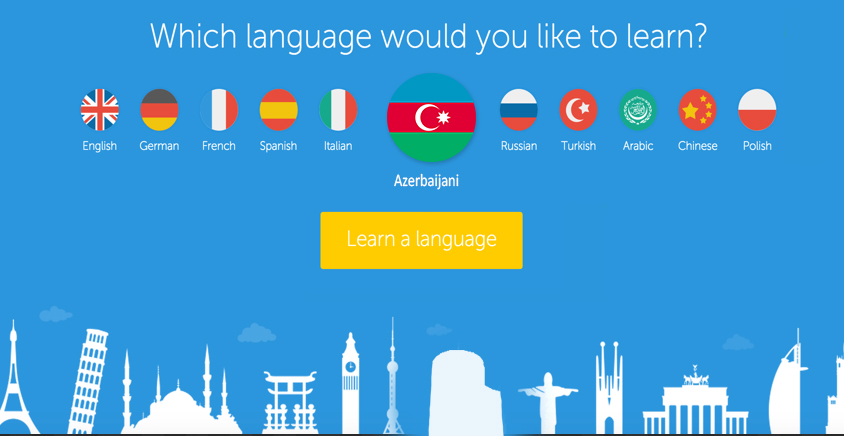 Which language would you like to learn?
English German French Spanish Italian Russian Turkish Arabic Chinese Polish
Azerbaijani
Learn a language